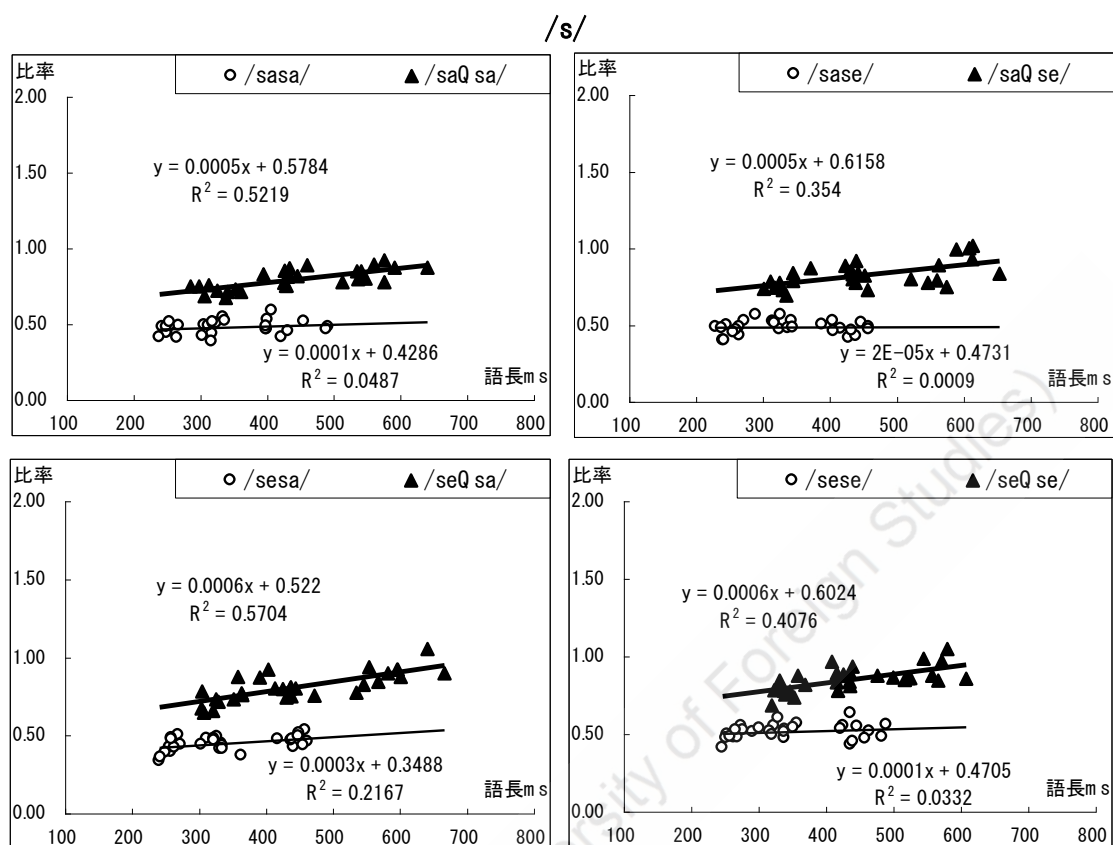 /s/
比率
○ /sasa/ ▲ /saQ sa/
2.00
y = 0.0005x + 0.5784
1.50
R² = 0.5219
1.00
0.50
y = 0.0001x + 0.4286
R² = 0.0487
語長ms
0.00
100 200 300 400 500 600 700 800
比率
○ /sase/ ▲ /saQ se/
2.00
y = 0.0005x + 0.6158
1.50
R² = 0.354
1.00
0.50
y = 2E-05x + 0.4731
R² = 0.0009
語長ms
0.00
100 200 300 400 500 600 700 800
比率
○ /sesa/ ▲ /seQ sa/
2.00
y = 0.0006x + 0.522
1.50
R² = 0.5704
1.00
0.50
y = 0.0003x + 0.3488
R² = 0.2167
語長ms
0.00
100 200 300 400 500 600 700 800
比率
○ /sese/ ▲ /seQ se/
2.00
y = 0.0006x + 0.6024
1.50
R² = 0.4076
1.00
0.50
y = 0.0001x + 0.4705
R² = 0.0332
語長ms
0.00
100 200 300 400 500 600 700 800
ersity of Foreign Studies)